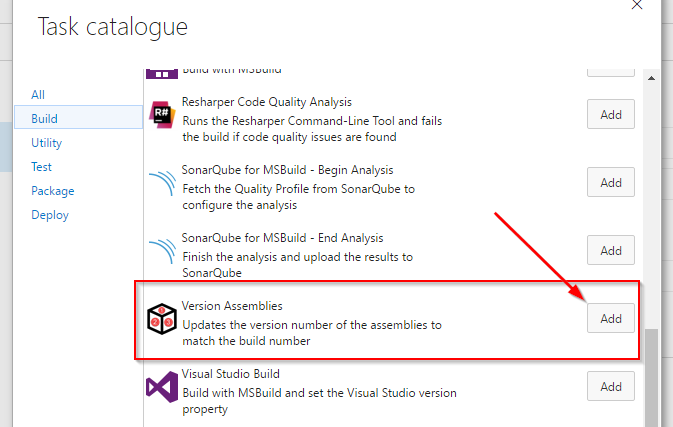 Task catalogue
Build with MSBuild
All
Build
Utility
Test
Package
Deploy
Resharper Code Quality Analysis
Runs the Resharper Command-Line Tool and fails
the build if code quality issues are found
Add
SonarQube for MSBuild - Begin Analysis
Fetch the Quality Profile from SonarQube to
configure the analysis
Add
SonarQube for MSBuild - End Analysis
Finish the analysis and upload the results to
SonarQube
Add
Version Assemblies
Updates the version number of the assemblies to
match the build number
Add
Visual Studio Build
Build with MSBuild and set the Visual Studio version
property
Add